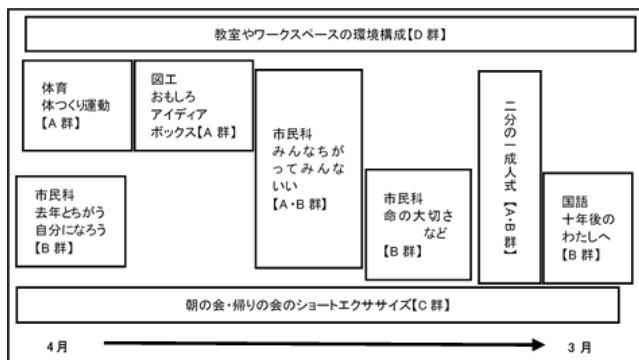 教室やワークスペースの環境構成【D群】
体育
体つくり運動
【A群】
図工
おもしろ
アイディア
ボックス【A群】
市民科
みんなちが
ってみんな
いい
【A・B群】
二分の一成人式【A・B群】
市民科
去年とちがう
自分になろう
【B群】
市民科
命の大切さ
など
【B群】
国語
十年後の
わたしへ
【B群】
朝の会・帰りの会のショートエクササイズ【C群】
4月
3月